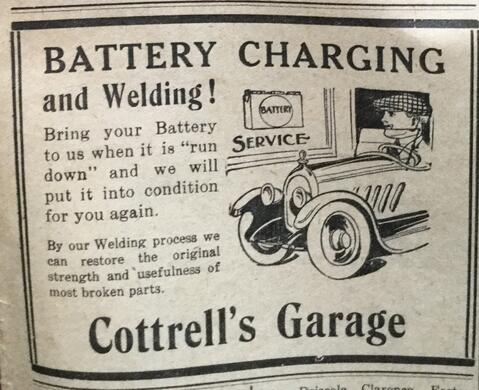 BATTERY CHARGING
and Welding!
Bring your Battery
to us when it is "run
down" and we will
put it into condition
for you again.
By our Welding process we
can restore the original
strength and usefulness of
most broken parts.
BATTERY
SERVICE
Cottrell's Garage
Clarence